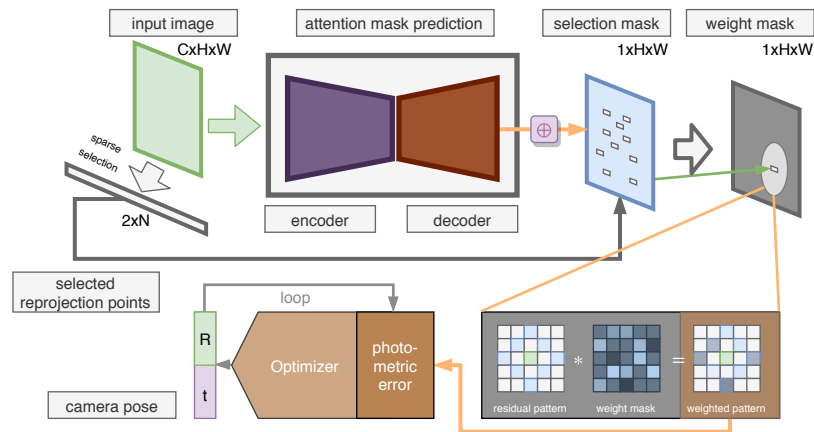 input image
attention mask prediction
selection mask
weight mask
CxHxW
1xHxW
1xHxW
sparse
selection
2xN
encoder
decoder
selected
reprojection points
loop
R
t
Optimizer
photo-
metric
error
camera pose
*
=
residual pattern
weight mask
weighted pattern